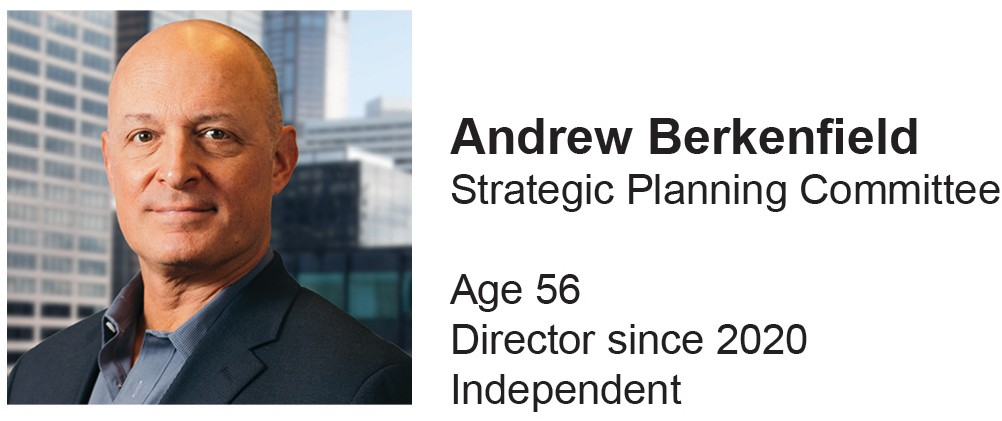 Andrew Berkenfield
Strategic Planning Committee
Age 56
Director since 2020
Independent